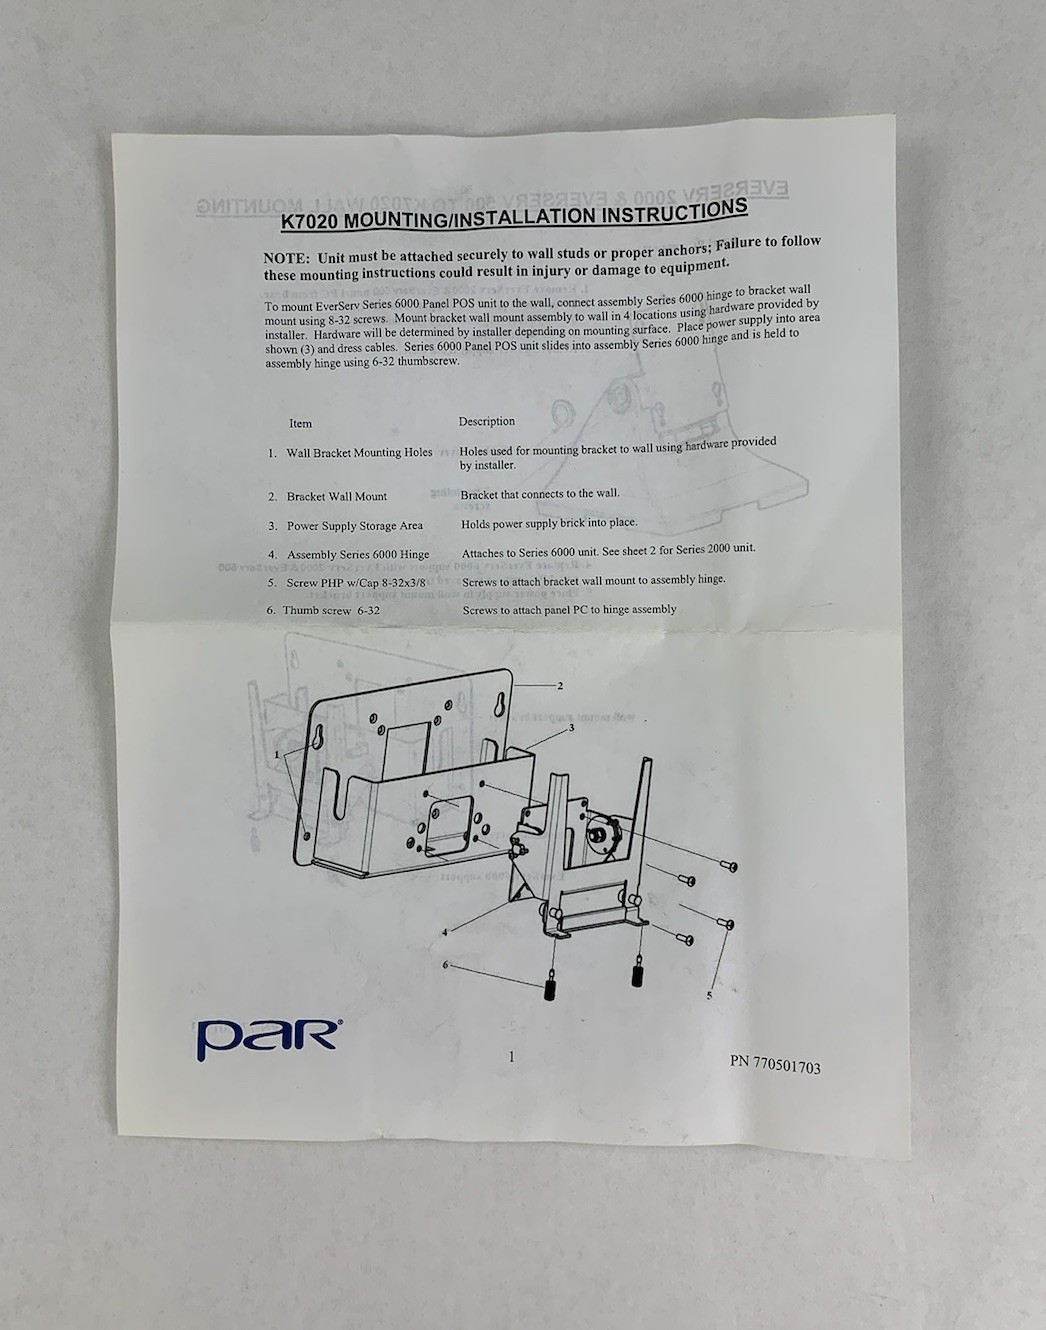 K7020 MOUNTING/INSTALLATION INSTRUCTIONS
NOTE: Unit must be attached securely to wall studs or proper anchors; Failure to follow
these mounting instructions could result in injury or damage to equipment.
To mount EverServ Series 6000 Panel POS unit to the wall, connect assembly Series 6000 hinge to bracket wall
mount using 8-32 screws. Mount bracket wall mount assembly to wall in 4 locations using hardware provided by
installer. Hardware will be determined by installer depending on mounting surface. Place power supply into area
shown (3) and dress cables. Series 6000 Panel POS unit slides into assembly Series 6000 hinge and is held to
assembly hinge using 6-32 thumbscrew.
Item Description
1. Wall Bracket Mounting Holes Holes used for mounting bracket to wall using hardware provided
by installer.
2. Bracket Wall Mount Bracket that connects to the wall.
3. Power Supply Storage Area Holds power supply brick into place.
4. Assembly Series 6000 Hinge Attaches to Series 6000 unit. See sheet 2 for Series 2000 unit.
5. Screw PHP w/Cap 8-32x3/8 Screws to attach bracket wall mount to assembly hinge.
6. Thumb screw 6-32 Screws to attach panel PC to hinge assembly
2
3
1
4
6
5
par®
1
PN 770501703